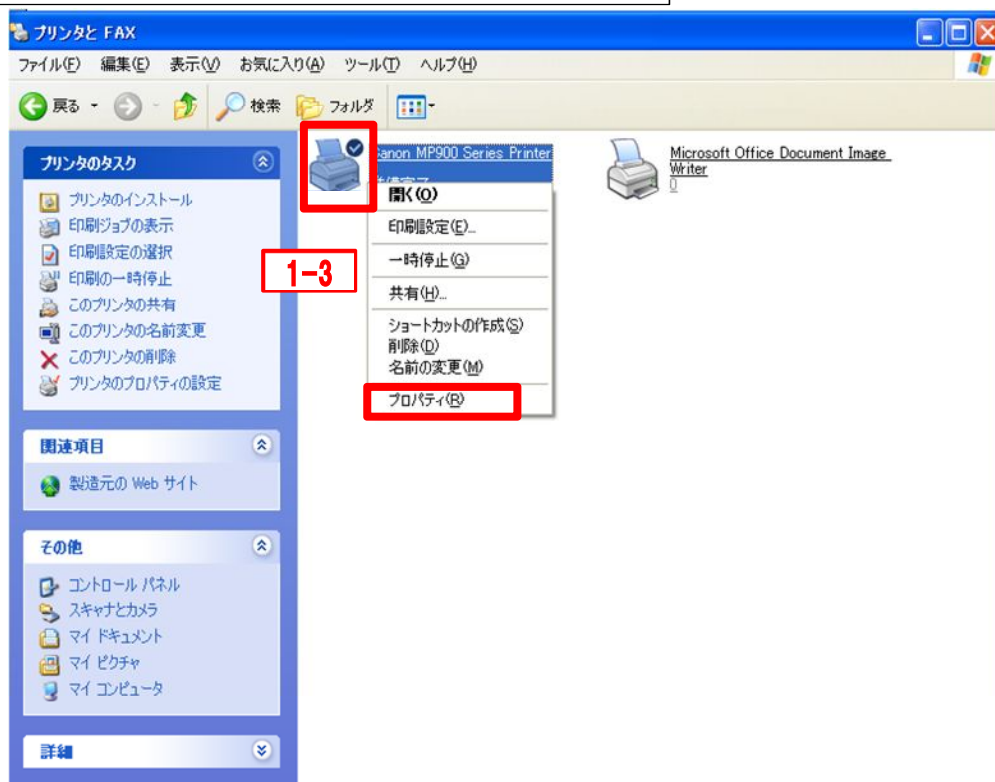 プリンタと FAX
ファイル(F) 編集(E) 表示(V) お気に入り(A) ツール(T) ヘルプ(H)
戻る 検索 フォルダ
プリンタのタスク
プリンタのインストール
印刷ジョブの表示
印刷設定の選択
印刷の一時停止
このプリンタの共有
このプリンタの名前変更
このプリンタの削除
プリンタのプロパティの設定
関連項目
製造元の Web サイト
その他
コントロール パネル
スキャナとカメラ
マイ ドキュメント
マイ ピクチャ
マイ コンピュータ
詳細
Canon MP900 Series Printer
1-3
開く(O)
印刷設定(E)...
一時停止(G)
共有(H)...
ショートカットの作成(S)
削除(D)
名前の変更(M)
プロパティ(R)
Microsoft Office Document Image
Writer
0